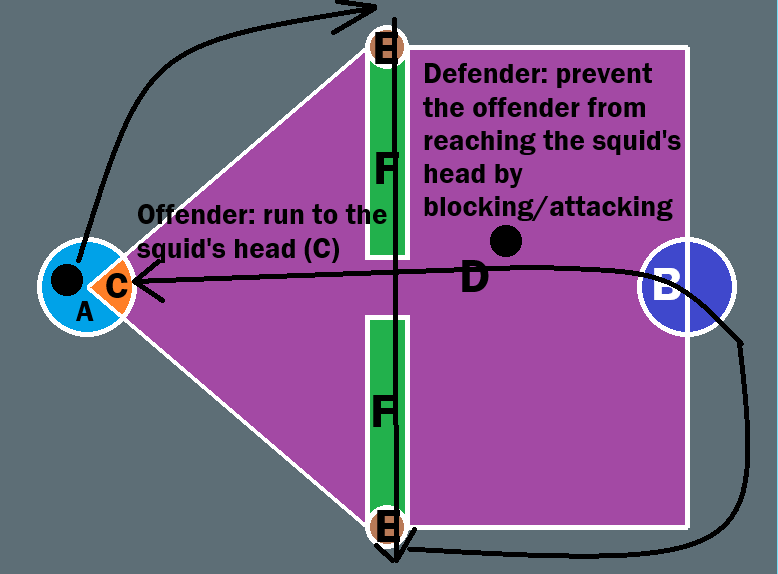 E
Defender: prevent
the offender from
reaching the squid's
head by
blocking/attacking
F
Offender: run to the
squid's head (C)
D
B
C
A
F
E